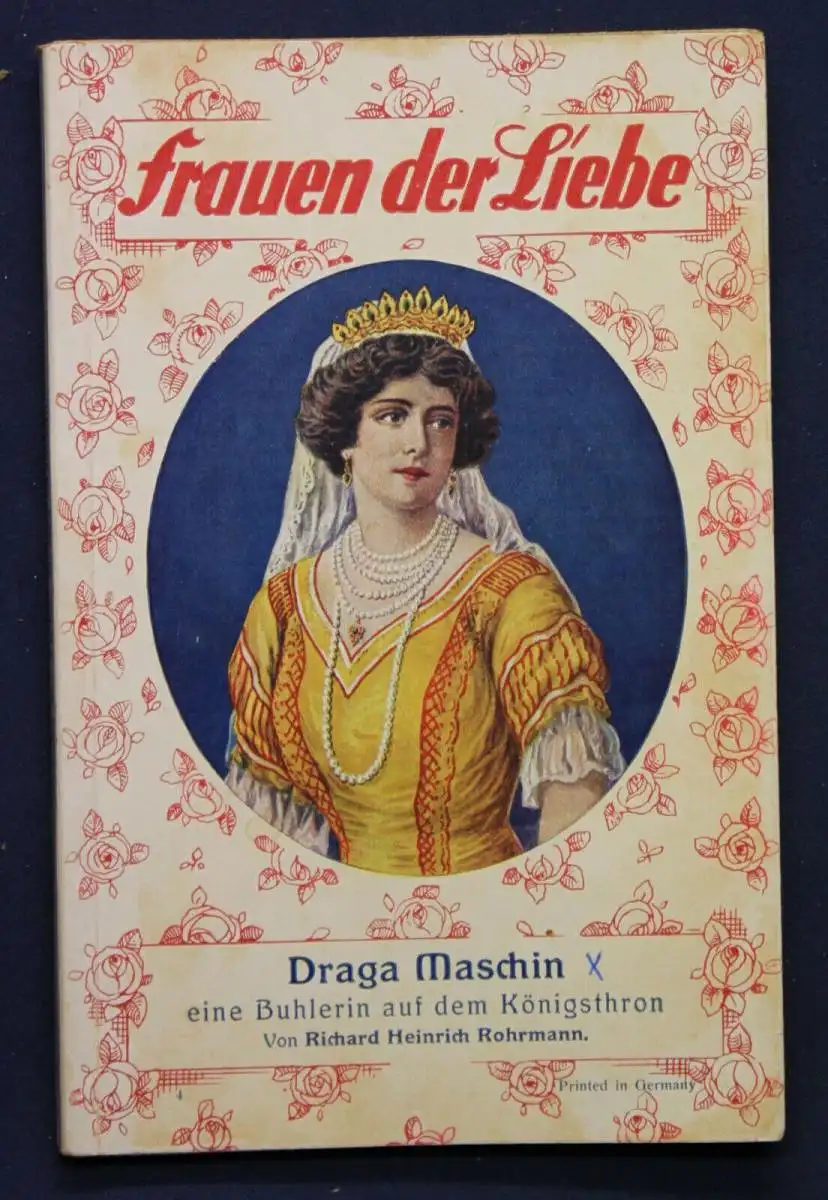 Frauen der Liebe
Draga Maschin X
eine Buhlerin auf dem Königsthron
Von Richard Heinrich Rohrmann.
4
Printed in Germany